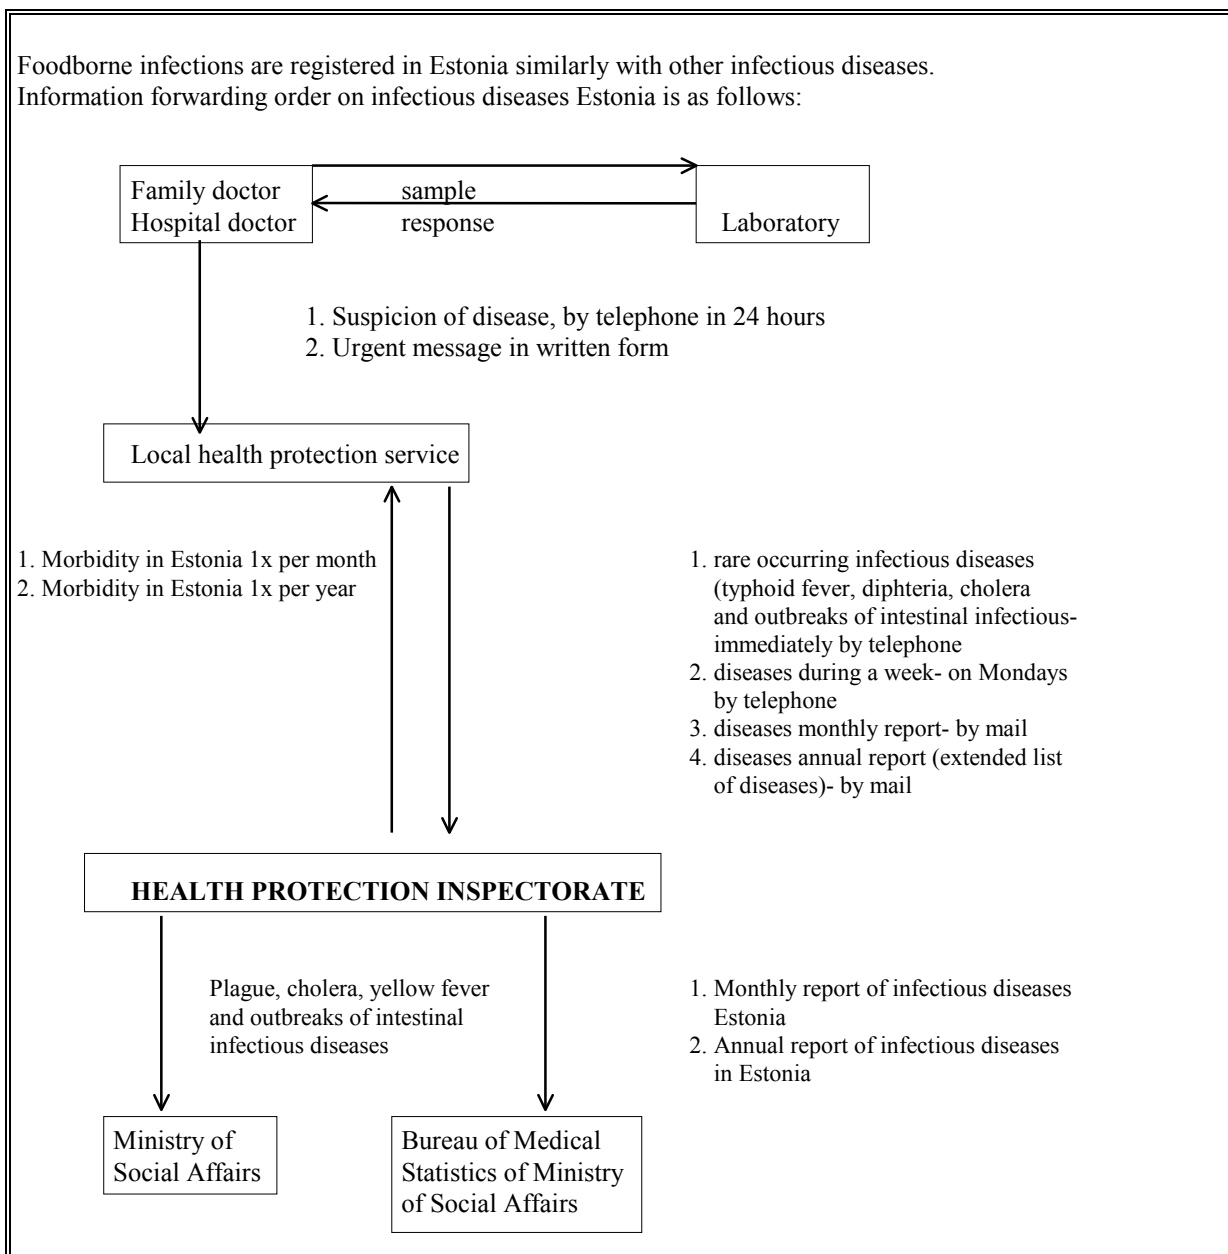 Foodborne infections are registered in Estonia similarly with other infectious diseases.
Information forwarding order on infectious diseases Estonia is as follows:
Family doctor
Hospital doctor
sample
response
Laboratory
1. Suspicion of disease, by telephone in 24 hours
2. Urgent message in written form
Local health protection service
1. Morbidity in Estonia 1x per month
2. Morbidity in Estonia 1x per year
1. rare occurring infectious diseases
(typhoid fever, diphteria, cholera
and outbreaks of intestinal infectious-
immediately by telephone
2. diseases during a week- on Mondays
by telephone
3. diseases monthly report- by mail
4. diseases annual report (extended list
of diseases)- by mail
HEALTH PROTECTION INSPECTORATE
Plague, cholera, yellow fever
and outbreaks of intestinal
infectious diseases
1. Monthly report of infectious diseases
Estonia
2. Annual report of infectious diseases
in Estonia
Ministry of
Social Affairs
Bureau of Medical
Statistics of Ministry
of Social Affairs